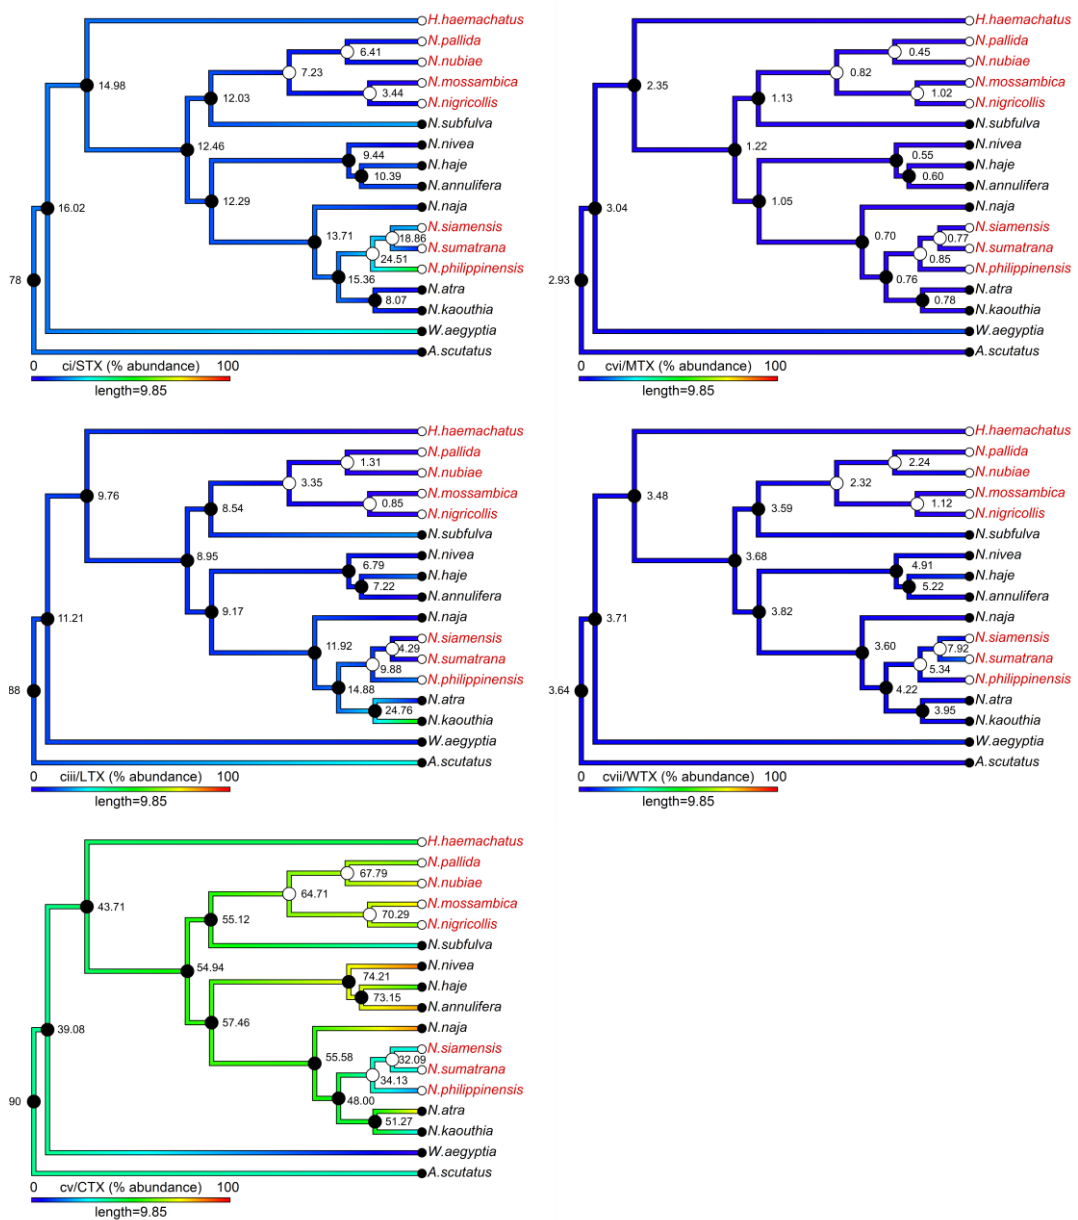 H.haemachatus
N.pallida
6.41
N.nubiae
7.23
N.mossambica
3.44
N.nigricollis
14.98
12.03
N.subfulva
N.nivea
12.46
9.44
N.haje
10.39
N.annulifera
12.29
N.naja
16.02
N.siamensis
13.71
18.86
N.sumatrana
24.51
N.philippinensis
15.36
78
N.atra
8.07
N.kaouthia
W.aegyptia
A.scutatus
0 ci/STX (% abundance) 100
length=9.85
H.haemachatus
N.pallida
0.45
N.nubiae
0.82
N.mossambica
1.02
N.nigricollis
2.35
1.13
N.subfulva
N.nivea
1.22
0.55
N.haje
0.60
N.annulifera
1.05
N.naja
3.04
N.siamensis
0.70
0.77
N.sumatrana
0.85
N.philippinensis
0.76
2.93
N.atra
0.78
N.kaouthia
W.aegyptia
A.scutatus
0 cvi/MTX (% abundance) 100
length=9.85
H.haemachatus
N.pallida
1.31
N.nubiae
3.35
N.mossambica
0.85
N.nigricollis
9.76
8.54
N.subfulva
N.nivea
8.95
6.79
N.haje
7.22
N.annulifera
9.17
N.naja
11.21
N.siamensis
11.92
4.29
N.sumatrana
9.88
N.philippinensis
14.88
88
N.atra
24.76
N.kaouthia
W.aegyptia
A.scutatus
0 ciii/LTX (% abundance) 100
length=9.85
H.haemachatus
N.pallida
2.24
N.nubiae
2.32
N.mossambica
1.12
N.nigricollis
3.48
3.59
N.subfulva
N.nivea
3.68
4.91
N.haje
5.22
N.annulifera
3.82
N.naja
3.71
N.siamensis
3.60
7.92
N.sumatrana
5.34
N.philippinensis
4.22
3.64
N.atra
3.95
N.kaouthia
W.aegyptia
A.scutatus
0 cvii/WTX (% abundance) 100
length=9.85
H.haemachatus
N.pallida
67.79
N.nubiae
64.71
N.mossambica
70.29
N.nigricollis
43.71
55.12
N.subfulva
N.nivea
54.94
74.21
N.haje
73.15
N.annulifera
57.46
N.naja
39.08
N.siamensis
55.58
32.09
N.sumatrana
34.13
N.philippinensis
48.00
90
N.atra
51.27
N.kaouthia
W.aegyptia
A.scutatus
0 cv/CTX (% abundance) 100
length=9.85